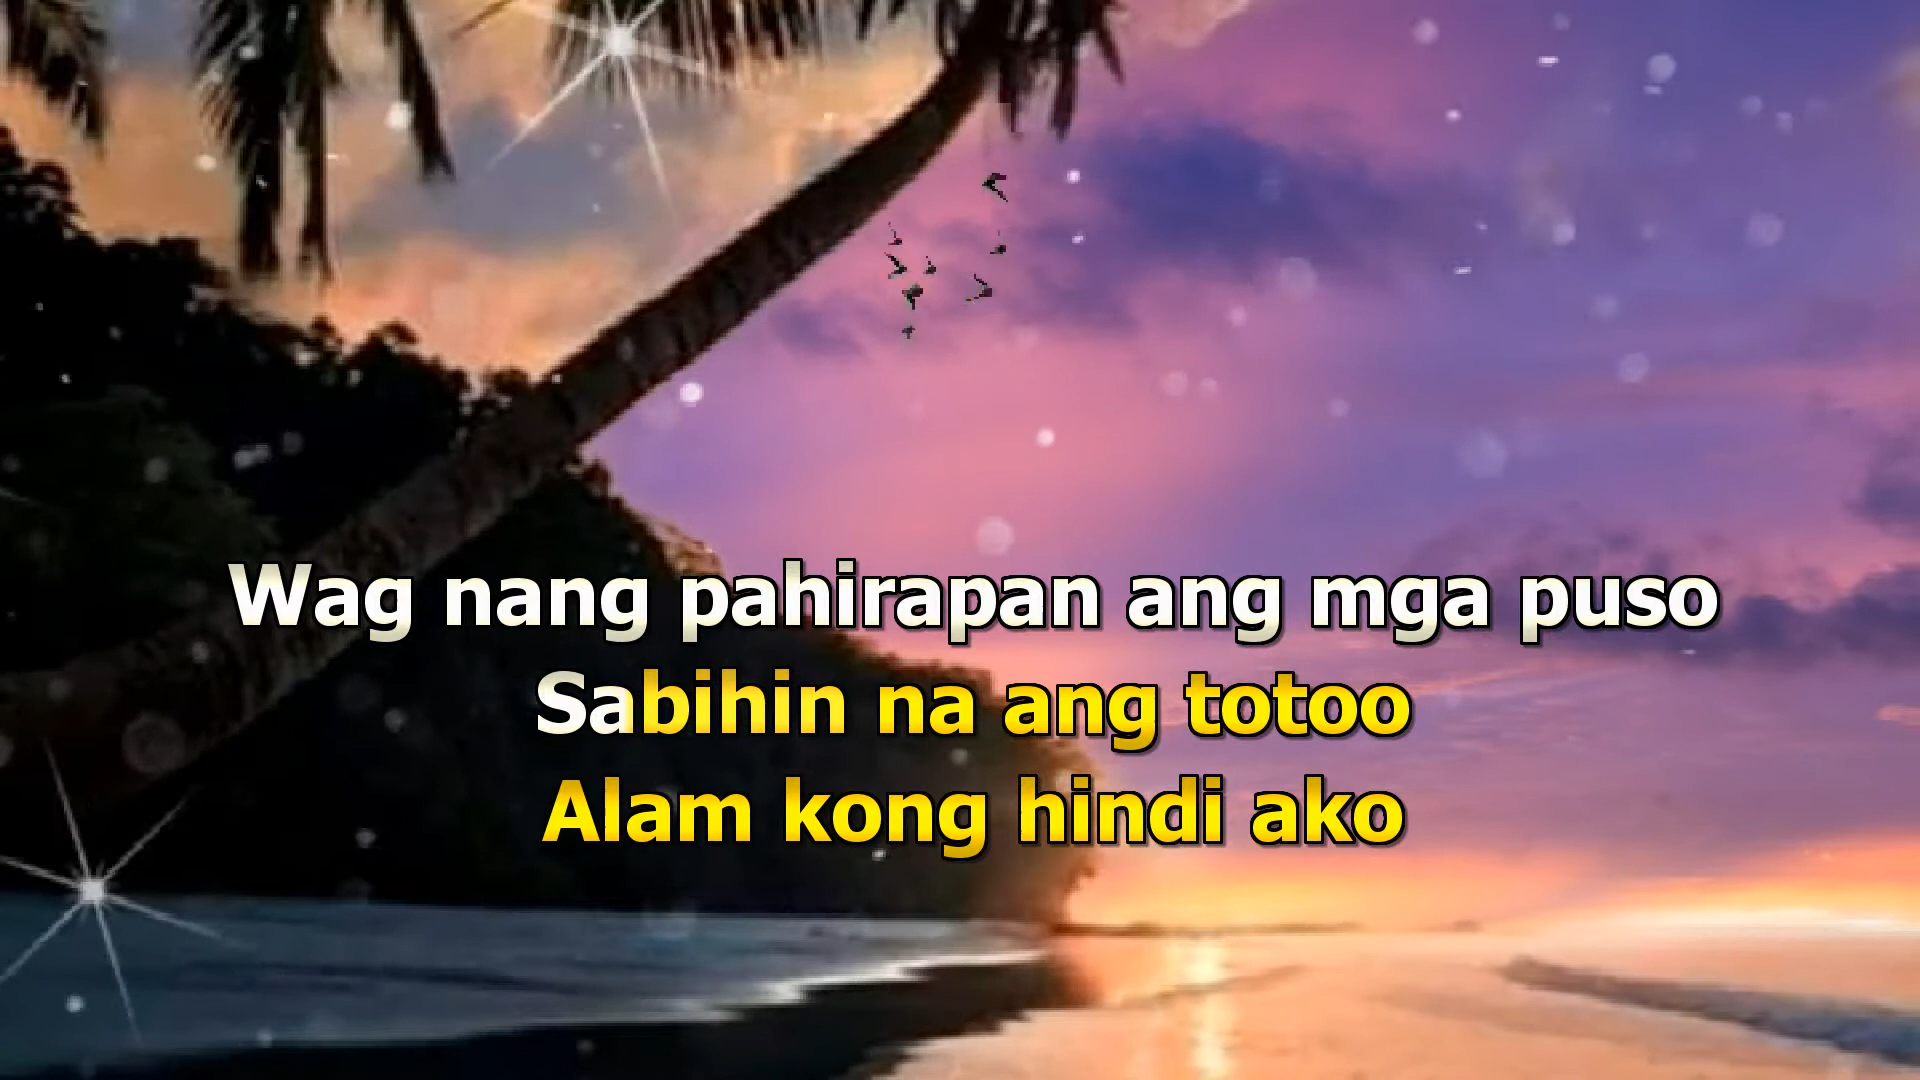 Wag nang pahirapan ang mga puso
Sabihin na ang totoo
Alam kong hindi ako